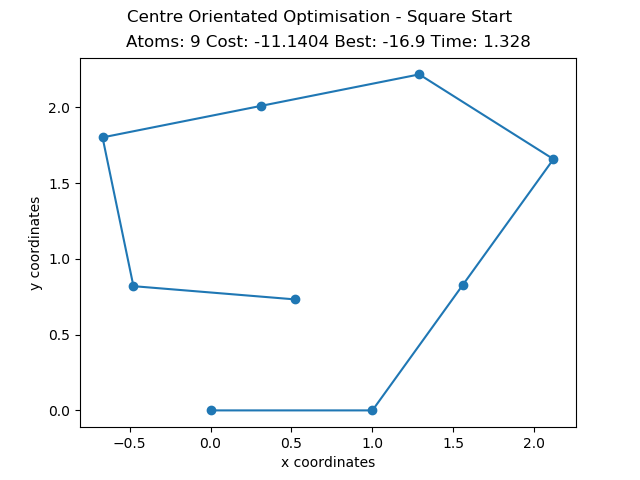 Centre Orientated Optimisation - Square Start
Atoms: 9 Cost: -11.1404 Best: -16.9 Time: 1.328
2.0
1.5
1.0
0.5
0.0
y coordinates
−0.5 0.0 0.5 1.0 1.5 2.0
x coordinates